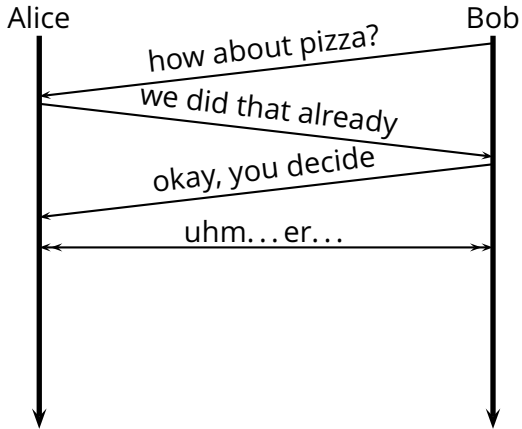 Alice
Bob
how about pizza?
we did that already
okay, you decide
uhm...er...